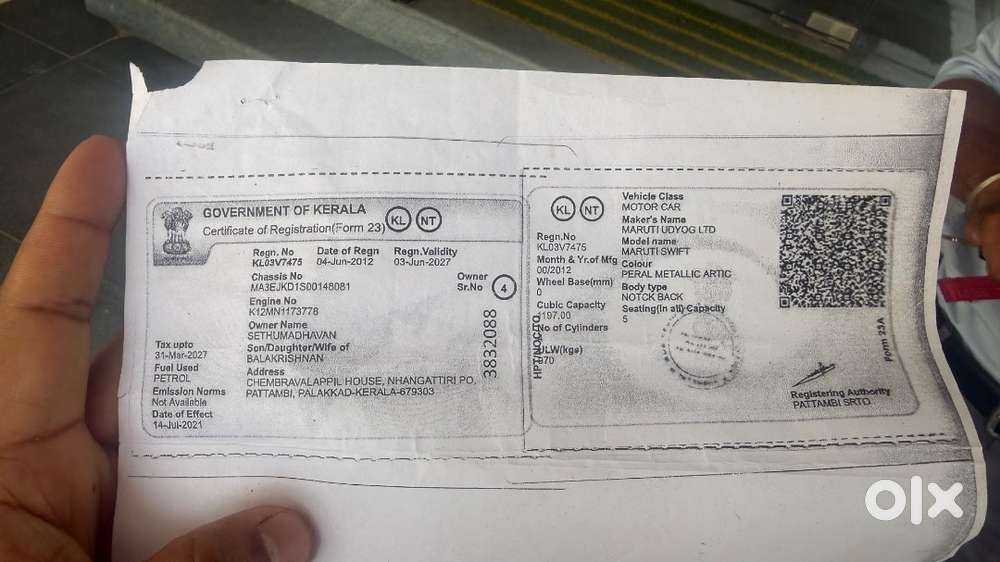 GOVERNMENT OF KERALA
Certificate of Registration(Form 23)
KL NT
Regn. No Date of Regn Regn.Validity
KL03V7475 04-Jun-2012 03-Jun-2027
Chassis No
MA3EJKD1S00148081
Owner
Sr.No 4
Engine No
K12MN1173778
Owner Name
SETHUMADHAVAN
Son/Daughter/Wife of
BALAKRISHNAN
Address
CHEMBRAVALAPPIL HOUSE, NHANGATTIRI PO,
PATTAMBI, PALAKKAD-KERALA-679303
Tax upto
31-Mar-2027
Fuel Used
PETROL
Emission Norms
Not Available
Date of Effect
14-Jul-2021
3832088
KL NT
Regn.No
KL03V7475
Month & Yr.of Mfg
00/2012
Wheel Base(mm)
0
Cubic Capacity
1197.00
No of Cylinders
ULW(kgs)
HPT/NOC/TO
Vehicle Class
MOTOR CAR
Maker's Name
MARUTI UDYOG LTD
Model name
MARUTI SWIFT
Colour
PERAL METALLIC ARTIC
Body type
NOTCK BACK
Seating(in all) Capacity
5
Form 23A
Registering Authority
PATTAMBI SRTO
olx